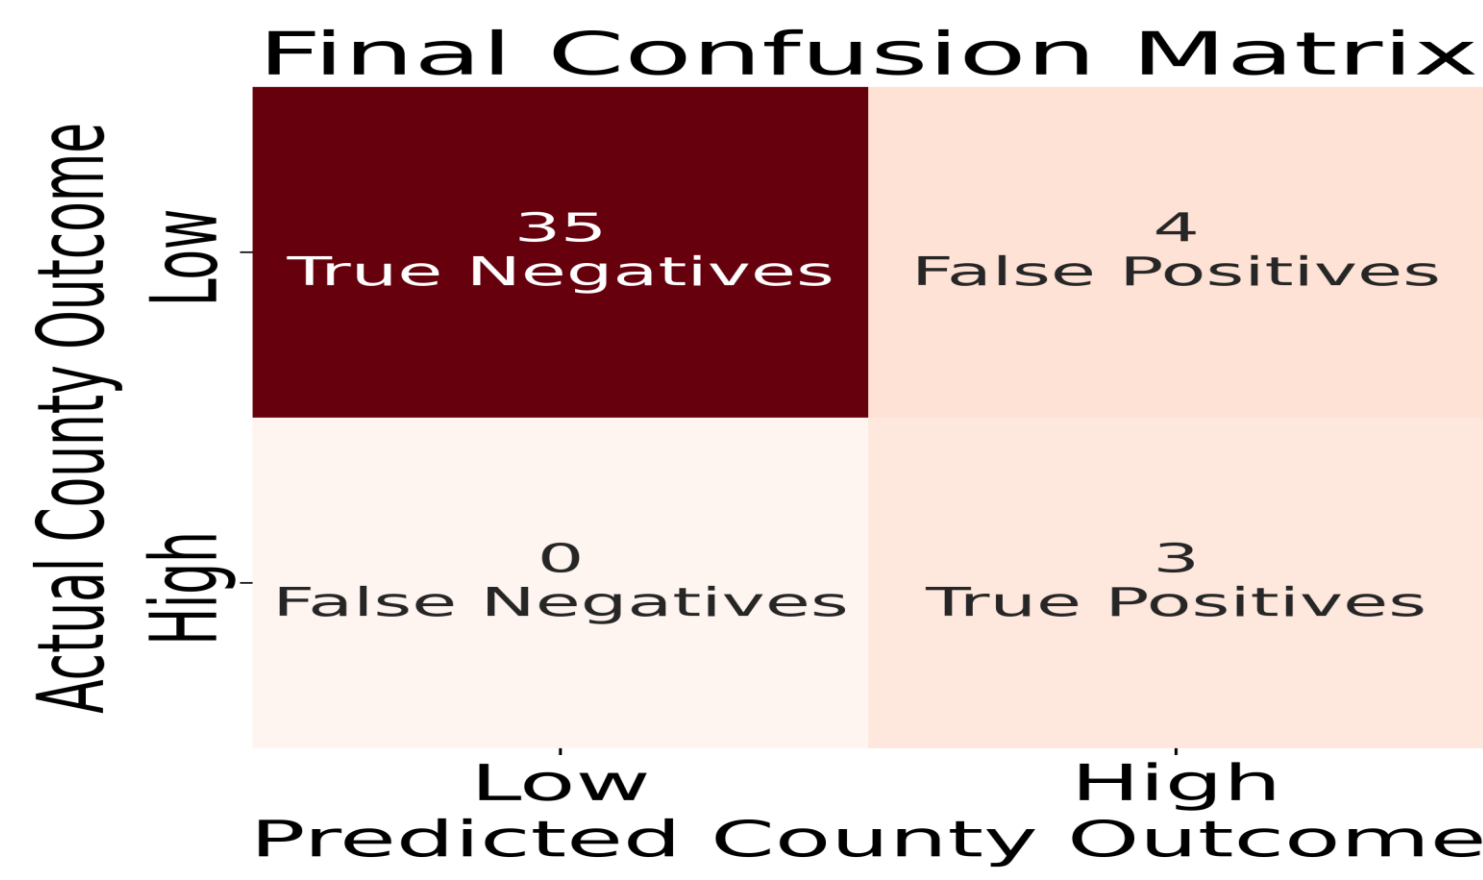 Final Confusion Matrix
Actual County Outcome
Low
35
True Negatives
4
False Positives
High
0
False Negatives
3
True Positives
Low
High
Predicted County Outcome